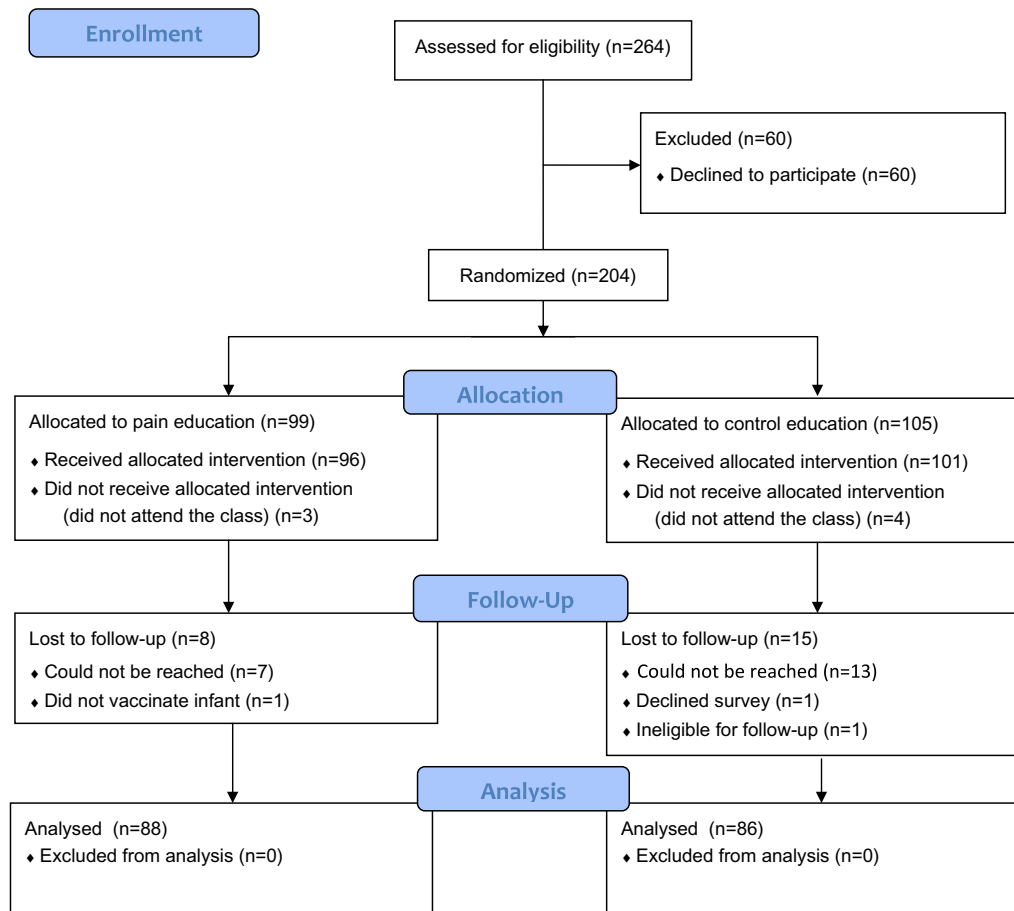 Enrollment
Assessed for eligibility (n=264)
Excluded (n=60)
♦ Declined to participate (n=60)
Randomized (n=204)
Allocation
Allocated to pain education (n=99)
♦ Received allocated intervention (n=96)
♦ Did not receive allocated intervention
(did not attend the class) (n=3)
Allocated to control education (n=105)
♦ Received allocated intervention (n=101)
♦ Did not receive allocated intervention
(did not attend the class) (n=4)
Follow-Up
Lost to follow-up (n=8)
♦ Could not be reached (n=7)
♦ Did not vaccinate infant (n=1)
Lost to follow-up (n=15)
♦ Could not be reached (n=13)
♦ Declined survey (n=1)
♦ Ineligible for follow-up (n=1)
Analysis
Analysed (n=88)
♦ Excluded from analysis (n=0)
Analysed (n=86)
♦ Excluded from analysis (n=0)